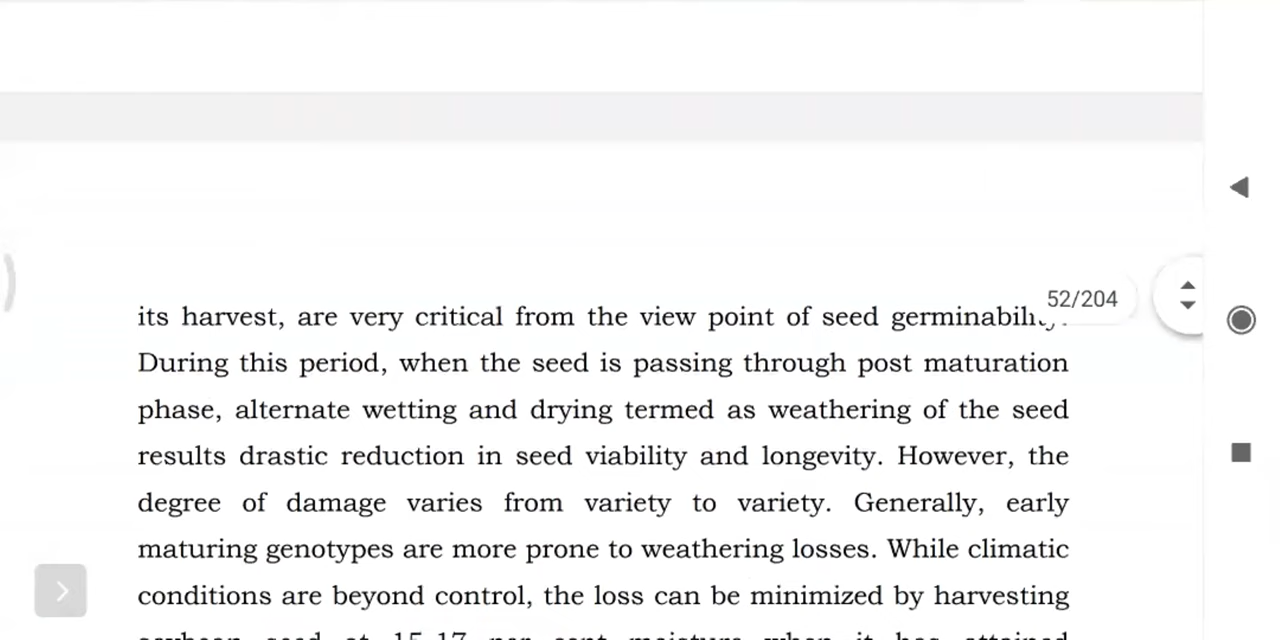 52/204
its harvest, are very critical from the view point of seed
During this period, when the seed is passing through post maturation
phase, alternate wetting and drying termed as weathering of the seed
results drastic reduction in seed viability and longevity. However, the
degree of damage varies from variety to variety. Generally, early
maturing genotypes are more prone to weathering losses. While climatic
conditions are beyond control, the loss can be minimized by harvesting